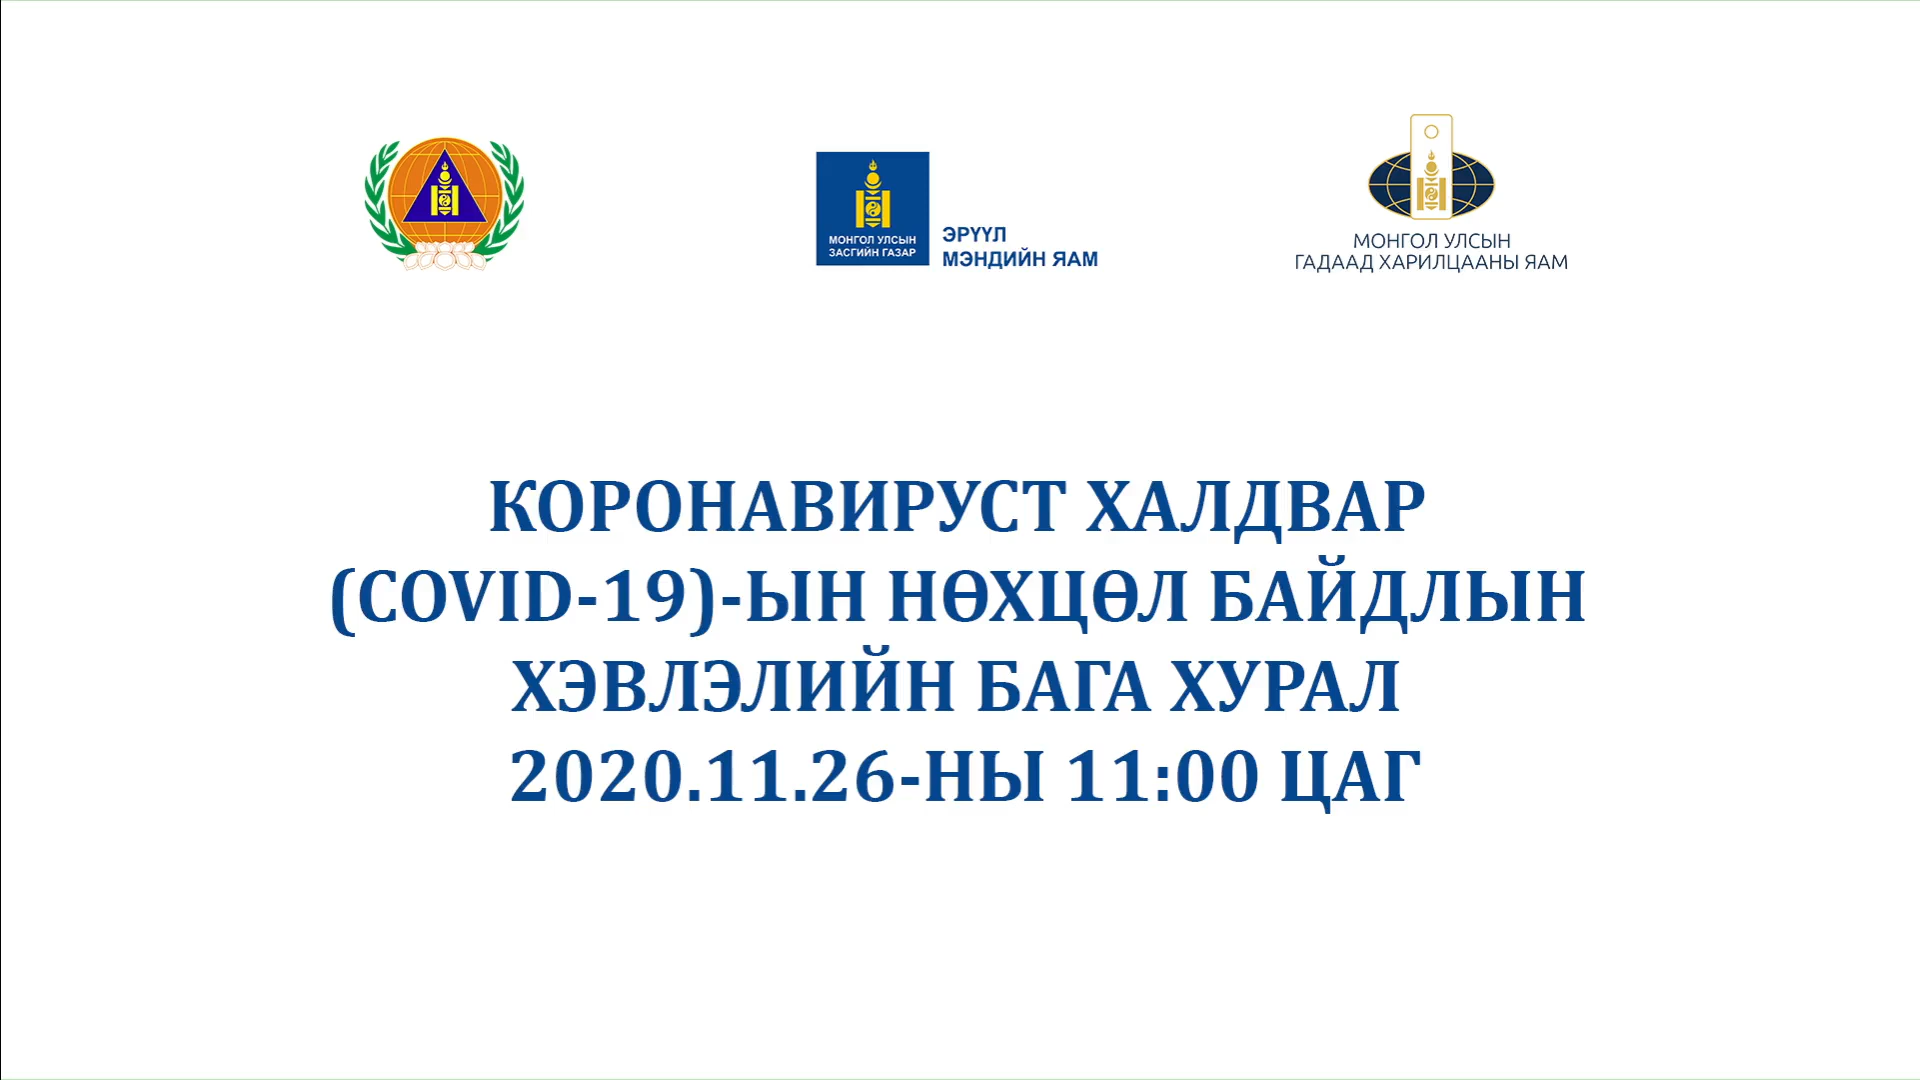 МОНГОЛ УЛСЫН
ЗАСГИЙН ГАЗАР
ЭРҮҮЛ
МЭНДИЙН ЯАМ
МОНГОЛ УЛСЫН
ГАДААД ХАРИЛЦААНЫ ЯАМ
КОРОНАВИРУСТ ХАЛДВАР
(COVID-19)-ЫН НӨХЦӨЛ БАЙДЛЫН
ХЭВЛЭЛИЙН БАГА ХУРАЛ
2020.11.26-НЫ 11:00 ЦАГ